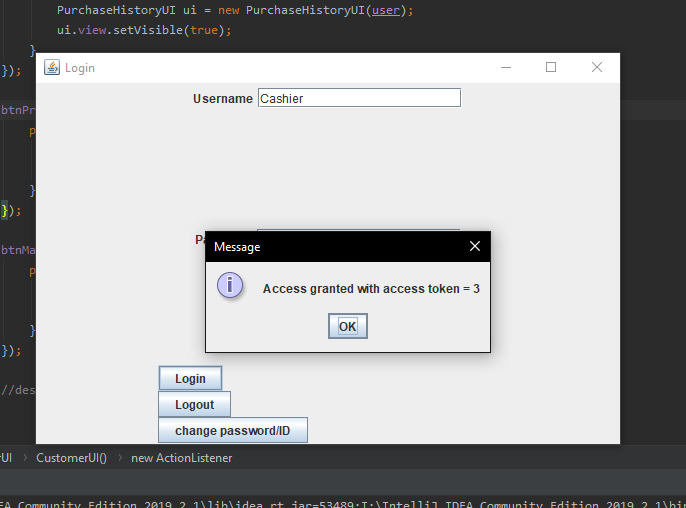 PurchaseHistoryUI ui = new PurchaseHistoryUI(user);
ui.view.setVisible(true);
}
});
Login
Username Cashier
btnPr
p
}
});
Pa
Message
Access granted with access token = 3
OK
btnMa
p
}
});
Login
//des
Logout
change password/ID
rUI > CustomerUI() > new ActionListener
EA Community Edition 2019.2.1\lib\idea_rt.jar=53489:I:\IntelliJ IDEA Community Edition 2019.2.1\bin